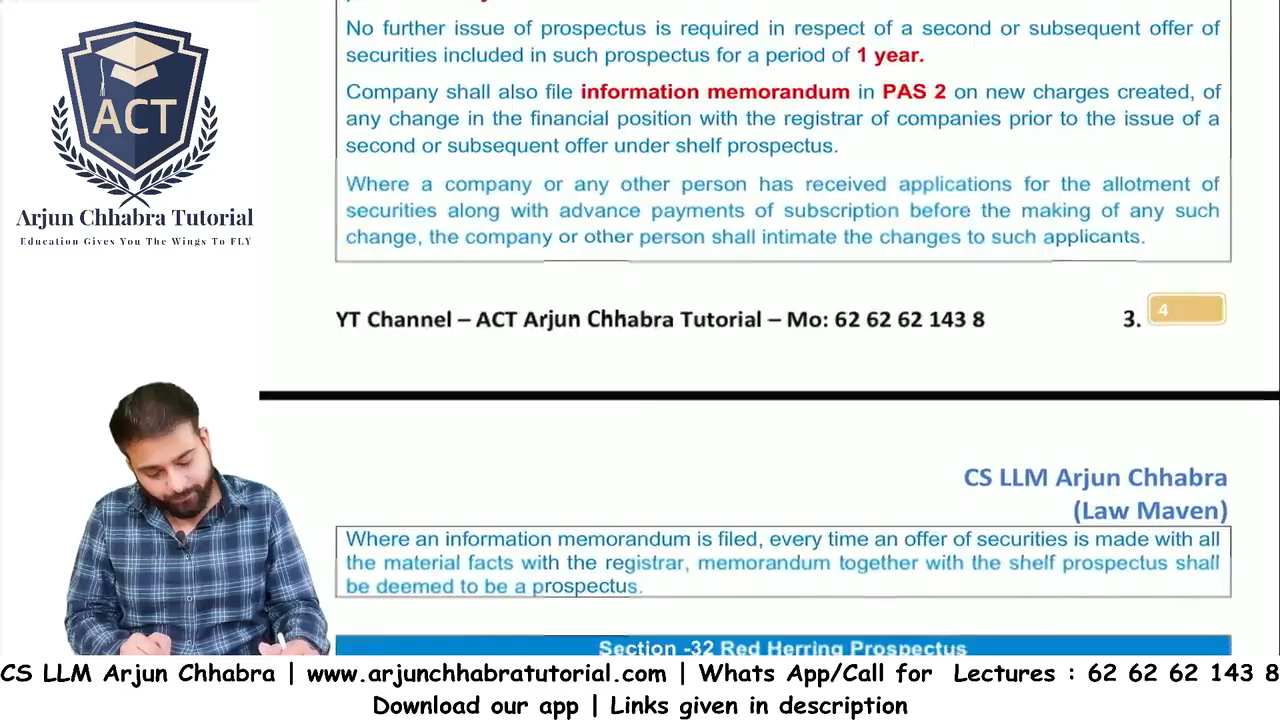 ACT
Arjun Chhabra Tutorial
Education Gives You The Wings To FLY
No further issue of prospectus is required in respect of a second or subsequent offer of
securities included in such prospectus for a period of 1 year.
Company shall also file information memorandum in PAS 2 on new charges created, of
any change in the financial position with the registrar of companies prior to the issue of a
second or subsequent offer under shelf prospectus.
Where a company or any other person has received applications for the allotment of
securities along with advance payments of subscription before the making of any such
change, the company or other person shall intimate the changes to such applicants.
YT Channel – ACT Arjun Chhabra Tutorial – Mo: 62 62 62 143 8
3. 4
CS LLM Arjun Chhabra
(Law Maven)
Where an information memorandum is filed, every time an offer of securities is made with all
the material facts with the registrar, memorandum together with the shelf prospectus shall
be deemed to be a prospectus.
Section -32 Red Herring Prospectus
CS LLM Arjun Chhabra | www.arjunchhabratutorial.com | Whats App/Call for Lectures : 62 62 62 143 8
Download our app | Links given in description